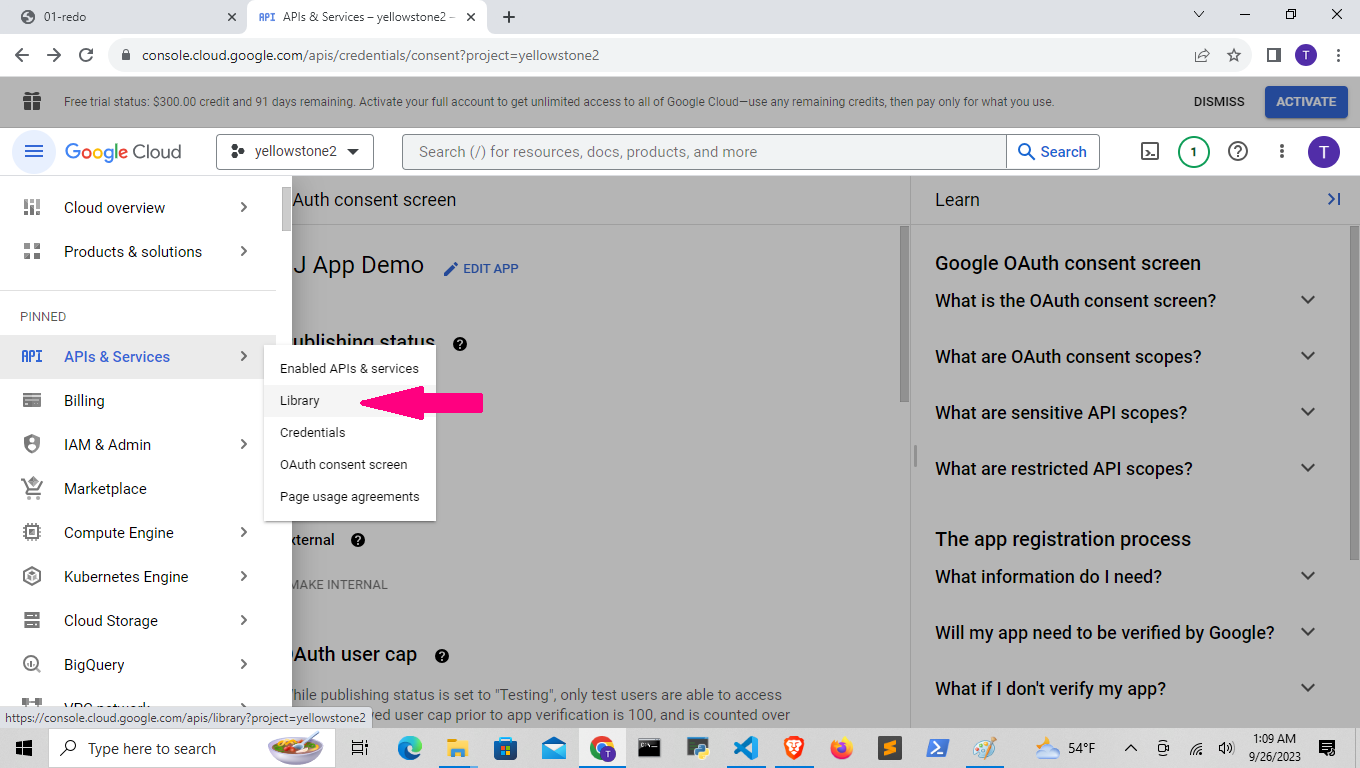 01-redo
API APIs & Services – yellowstone2 –
console.cloud.google.com/apis/credentials/consent?project=yellowstone2
T
Free trial status: $300.00 credit and 91 days remaining. Activate your full account to get unlimited access to all of Google Cloud—use any remaining credits, then pay only for what you use.
DISMISS
ACTIVATE
Google Cloud
yellowstone2
Search (/) for resources, docs, products, and more
Search
1
T
Cloud overview
Products & solutions
PINNED
API APIs & Services
Billing
IAM & Admin
Marketplace
Compute Engine
Kubernetes Engine
Cloud Storage
BigQuery
VPC network
https://console.cloud.google.com/apis/library?project=yellowstone2
Enabled APIs & services
Library
Credentials
OAuth consent screen
Page usage agreements
Auth consent screen
J App Demo
EDIT APP
ublishing status
xternal
MAKE INTERNAL
OAuth user cap
hile publishing status is set to "Testing", only test users are able to access
wed user cap prior to app verification is 100, and is counted over
Learn
Google OAuth consent screen
What is the OAuth consent screen?
What are OAuth consent scopes?
What are sensitive API scopes?
What are restricted API scopes?
The app registration process
What information do I need?
Will my app need to be verified by Google?
What if I don't verify my app?
Type here to search
T
54°F
1:09 AM
9/26/2023